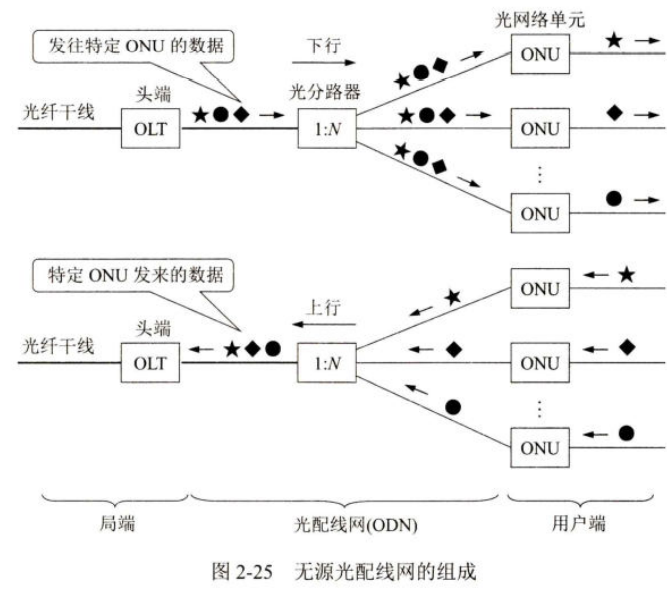 光网络单元
发往特定 ONU 的数据
下行
ONU
头端
光分路器
光纤干线
OLT
1:N
ONU
ONU
特定 ONU 发来的数据
上行
ONU
头端
光纤干线
OLT
1:N
ONU
ONU
局端
光配线网(ODN)
用户端
图 2-25 无源光配线网的组成